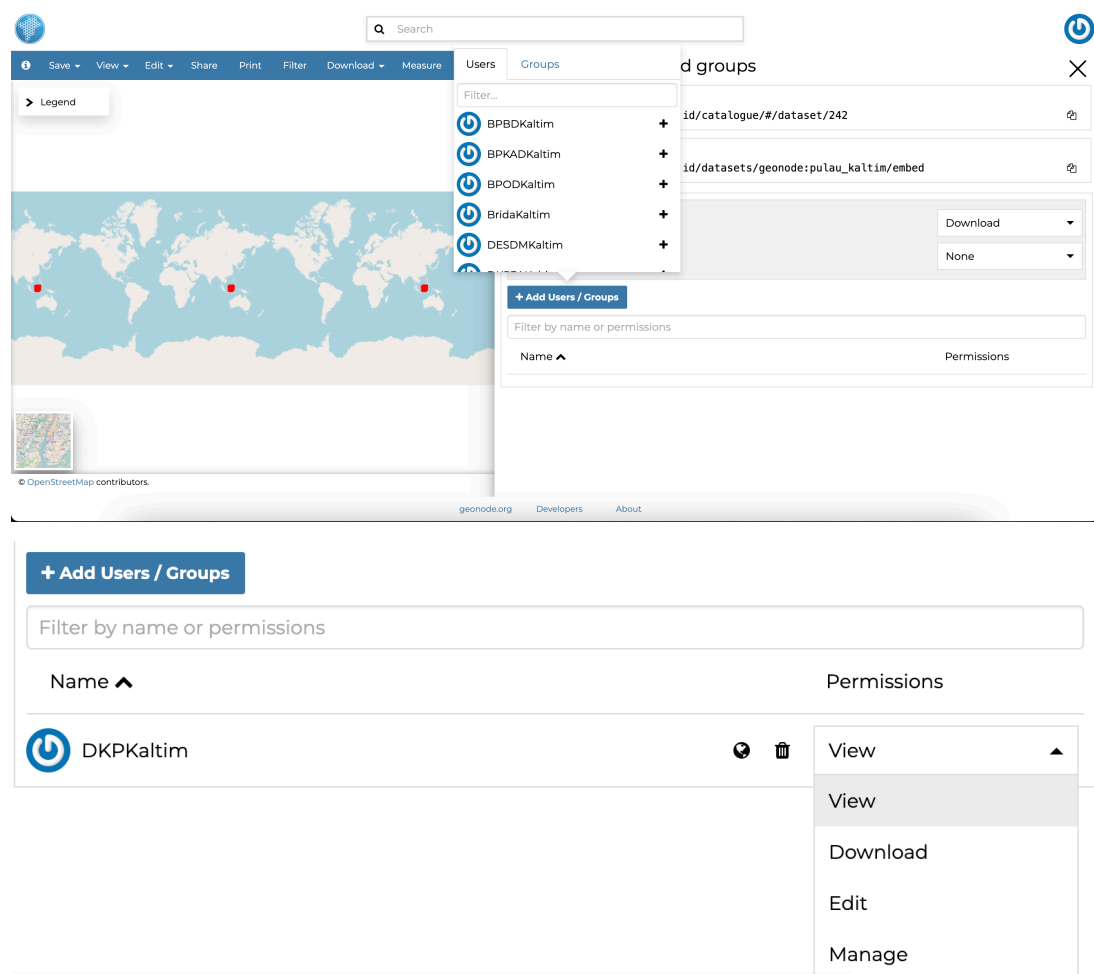 Search
Save View Edit Share Print Filter Download Measure
Users Groups
d groups
Legend
Filter...
BPBDKaltim
id/catalogue/#/dataset/242
BPKADKaltim
id/datasets/geonode:pulau_kaltim/embed
BPODKaltim
BridaKaltim
Download
DESDMKaltim
None
+ Add Users / Groups
Filter by name or permissions
Name Permissions
© OpenStreetMap contributors.
geonode.org Developers About
+ Add Users / Groups
Filter by name or permissions
Name Permissions
DKPKaltim View
View
Download
Edit
Manage